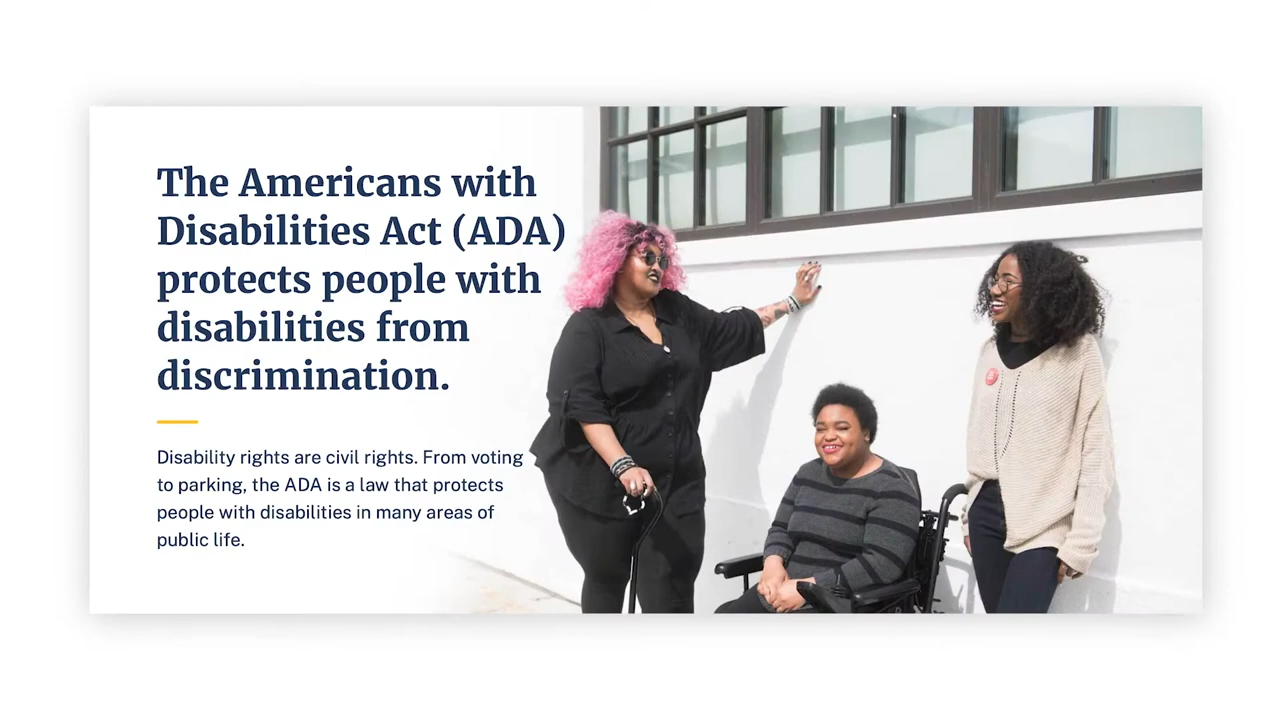 The Americans with
Disabilities Act (ADA)
protects people with
disabilities from
discrimination.
Disability rights are civil rights. From voting
to parking, the ADA is a law that protects
people with disabilities in many areas of
public life.